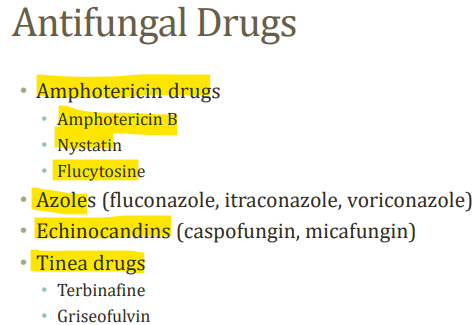 Antifungal Drugs
• Amphotericin drugs
• Amphotericin B
• Nystatin
• Flucytosine
• Azoles (fluconazole, itraconazole, voriconazole)
• Echinocandins (caspofungin, micafungin)
• Tinea drugs
• Terbinafine
• Griseofulvin